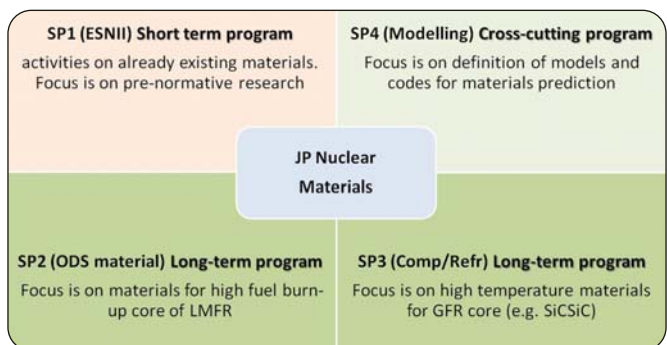 SP1 (ESNII) Short term program
activities on already existing materials.
Focus is on pre-normative research
SP4 (Modelling) Cross-cutting program
Focus is on definition of models and
codes for materials prediction
JP Nuclear
Materials
SP2 (ODS material) Long-term program
Focus is on materials for high fuel burn-
up core of LMFR
SP3 (Comp/Refr) Long-term program
Focus is on high temperature materials
for GFR core (e.g. SiCSiC)